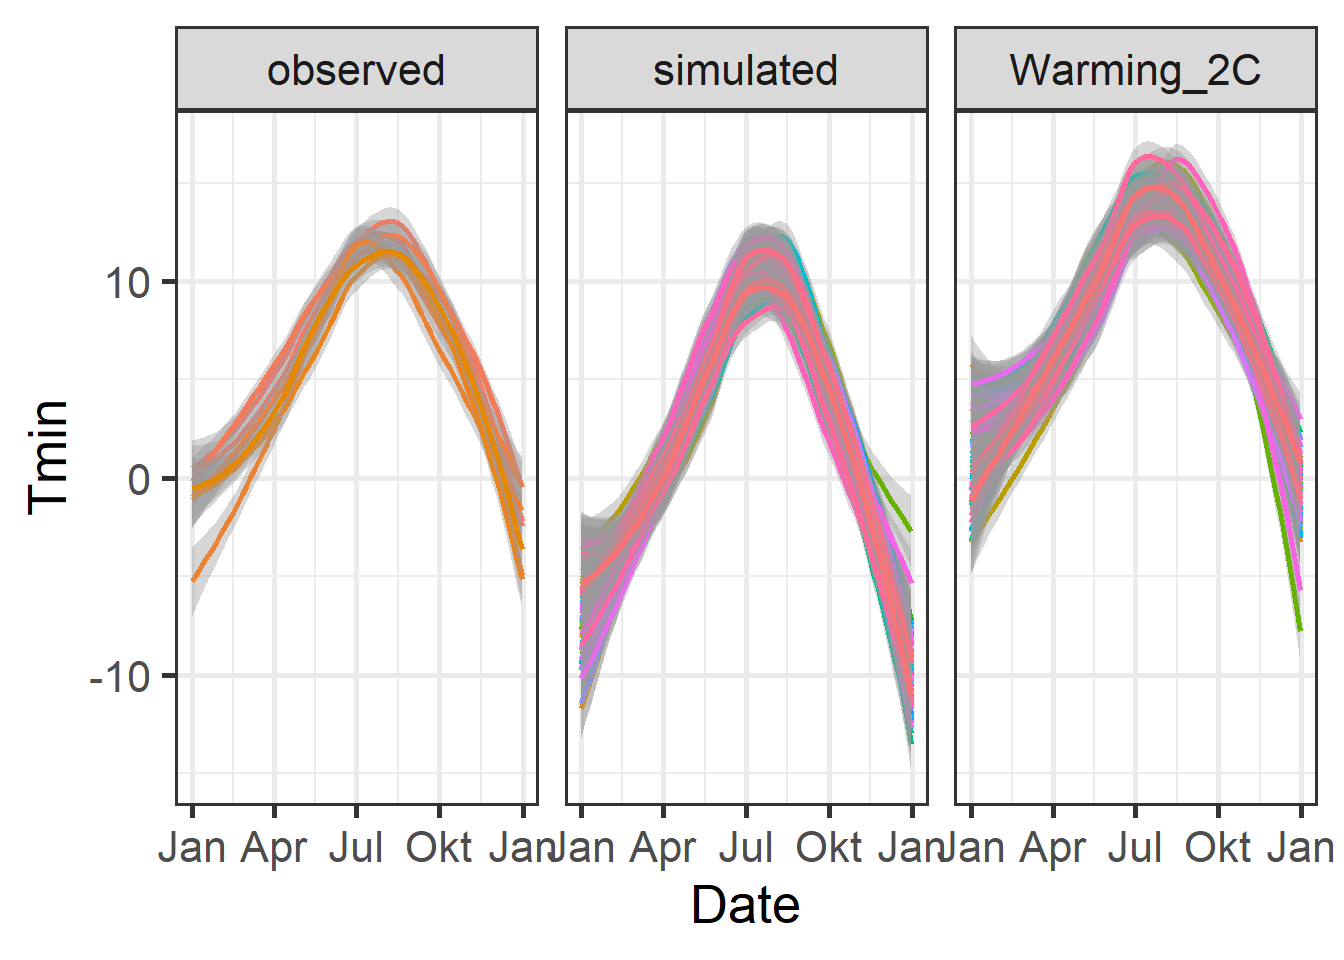 observed simulated Warming_2C
10
0
-10
Tmin
Jan Apr Jul Okt Jan Jan Apr Jul Okt Jan Jan Apr Jul Okt Jan
Date